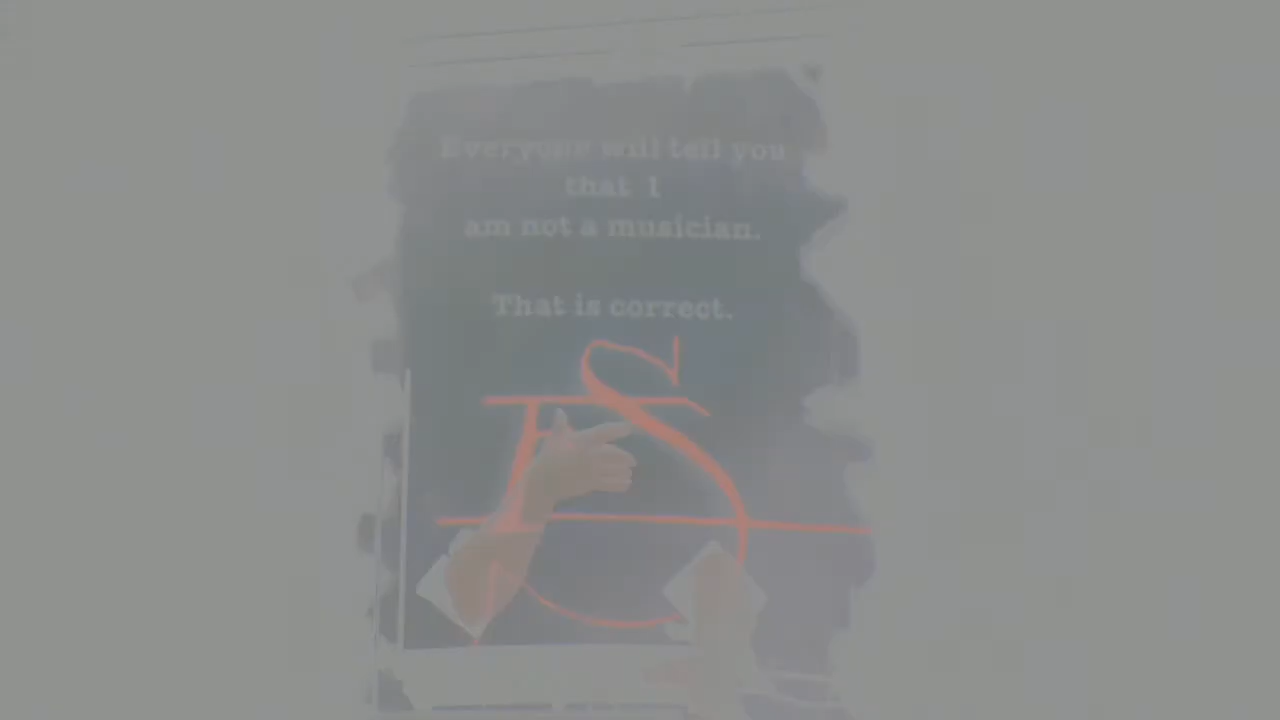 Everyone will tell you
that I
am not a musician.
That is correct.